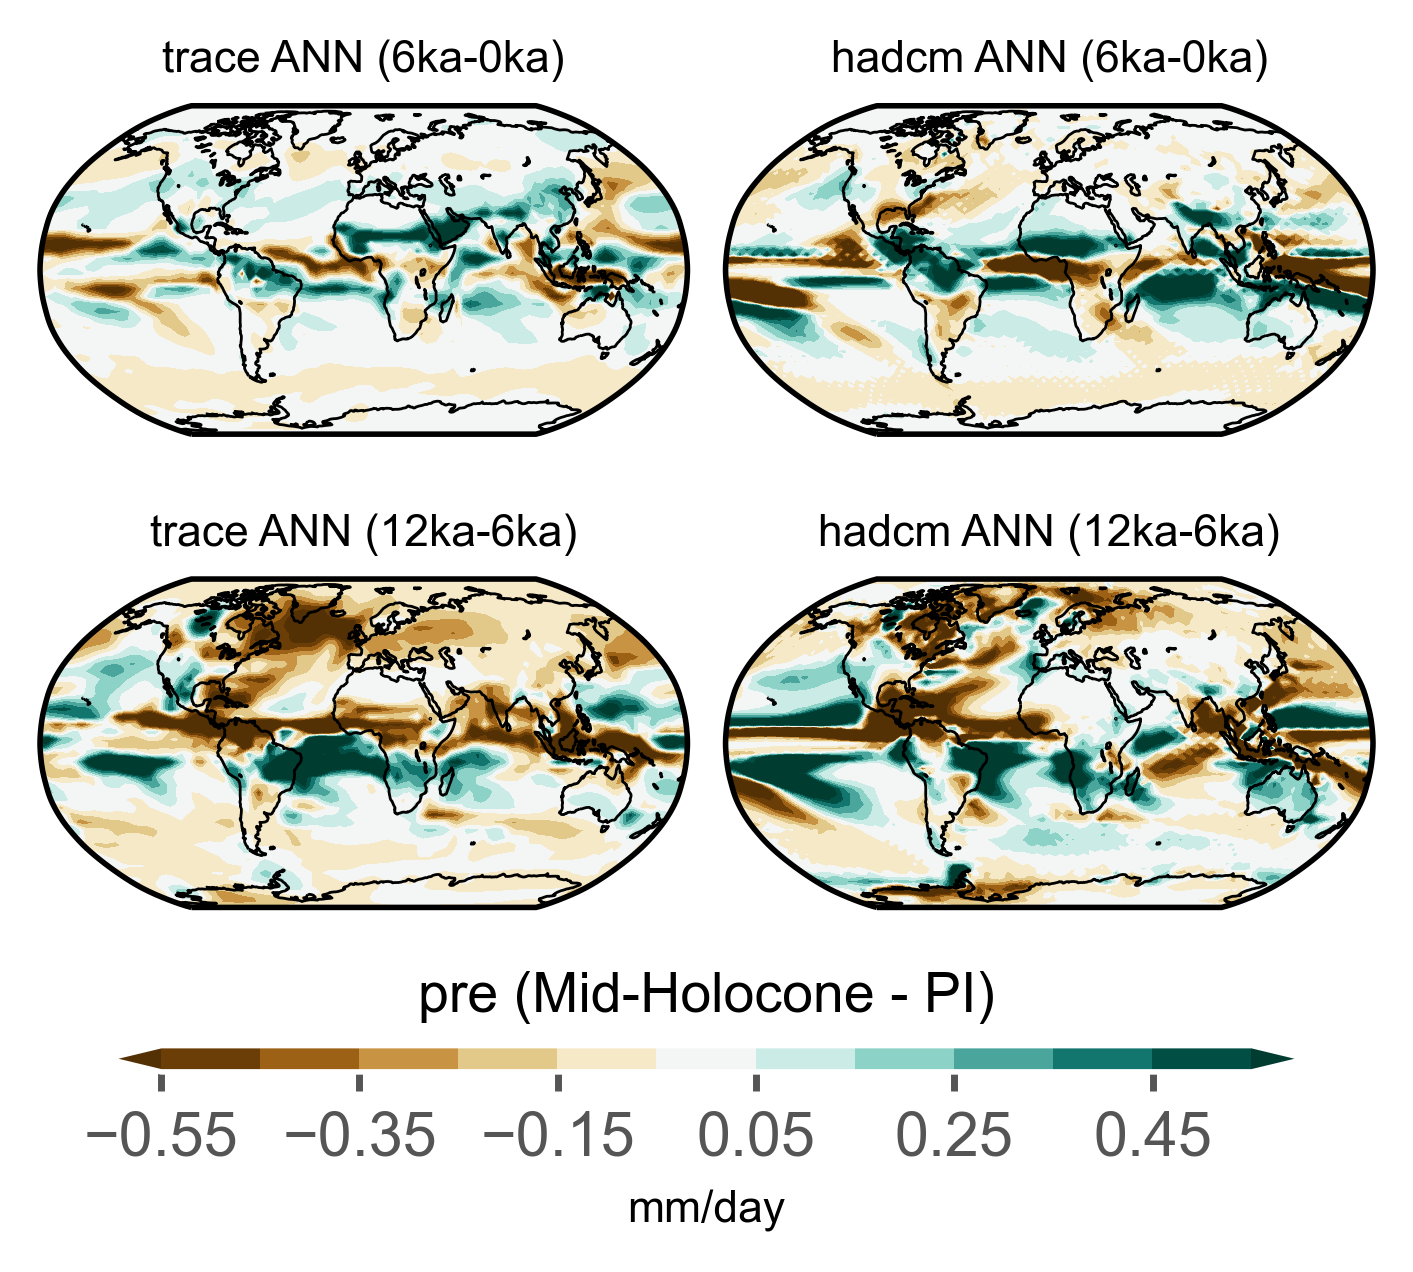 trace ANN (6ka-0ka)
hadcm ANN (6ka-0ka)
trace ANN (12ka-6ka)
hadcm ANN (12ka-6ka)
pre (Mid-Holocone - PI)
−0.55 −0.35 −0.15 0.05 0.25 0.45
mm/day